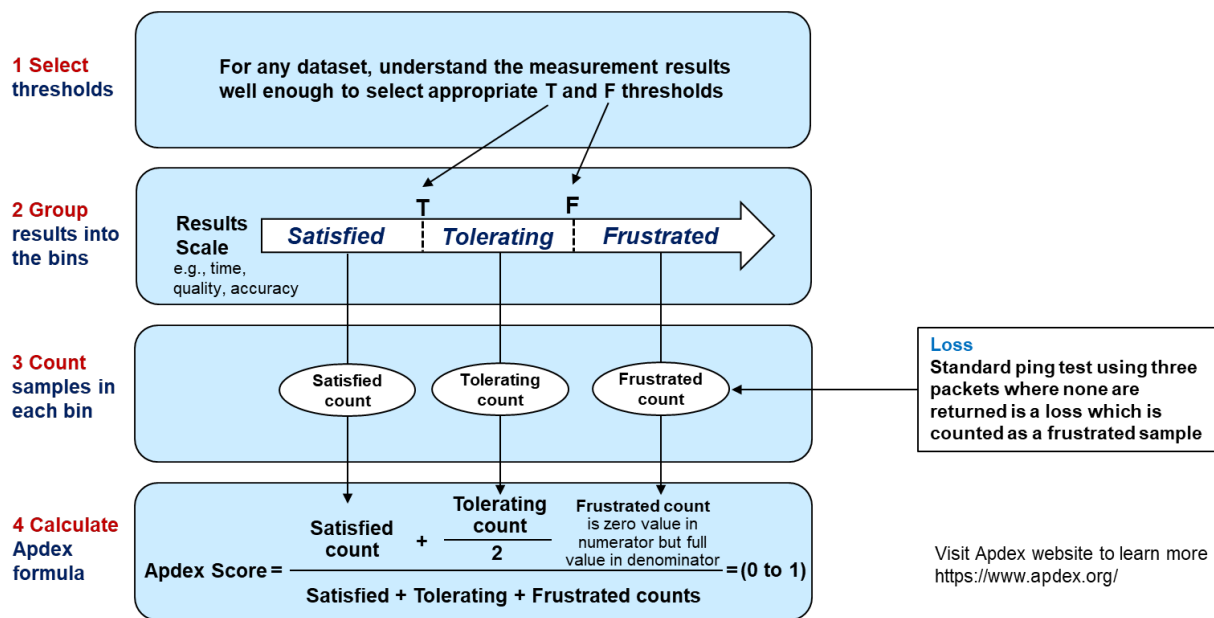 1 Select
thresholds
For any dataset, understand the measurement results
well enough to select appropriate T and F thresholds
2 Group
results into
the bins
Results
Scale
e.g., time,
quality, accuracy
T
F
Satisfied
Tolerating
Frustrated
3 Count
samples in
each bin
Satisfied
count
Tolerating
count
Frustrated
count
Loss
Standard ping test using three
packets where none are
returned is a loss which is
counted as a frustrated sample
4 Calculate
Apdex
formula
Apdex Score =
Satisfied
count
+
Tolerating
count
2
Frustrated count
is zero value in
numerator but full
value in denominator
Satisfied + Tolerating + Frustrated counts
= (0 to 1)
Visit Apdex website to learn more
https://www.apdex.org/